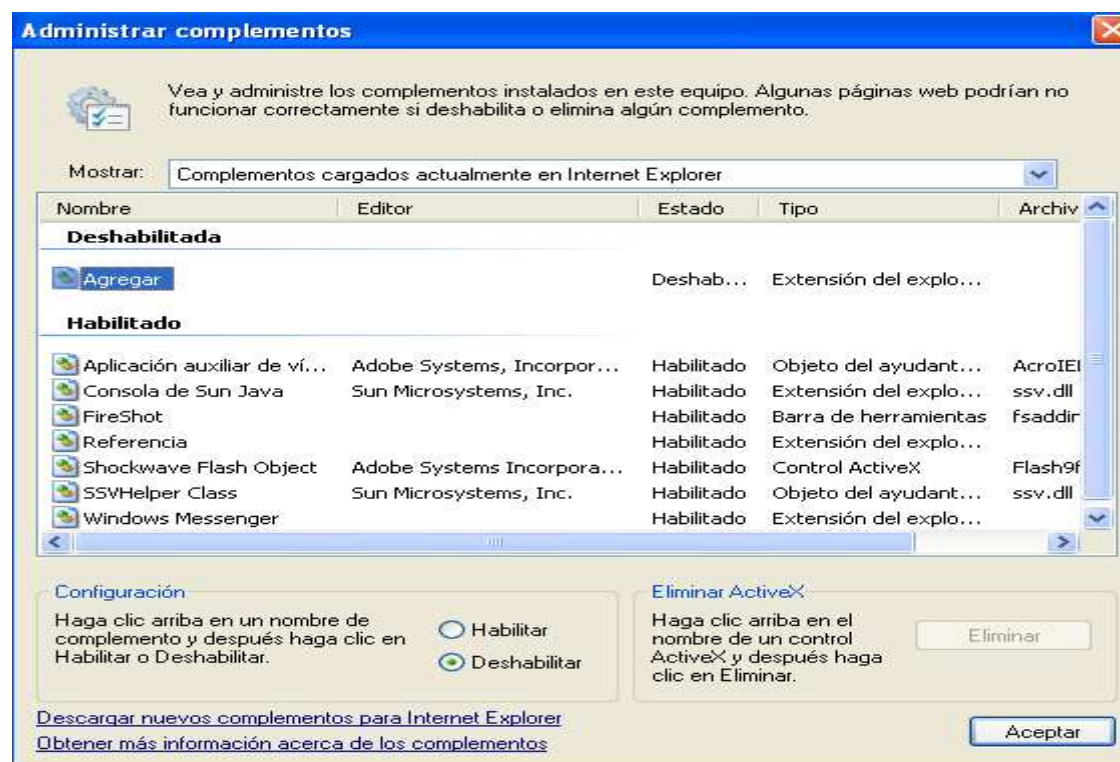 Administrar complementos
Vea y administre los complementos instalados en este equipo. Algunas páginas web podrían no
funcionar correctamente si deshabilita o elimina algún complemento.
Mostrar: Complementos cargados actualmente en Internet Explorer
Nombre Editor Estado Tipo Archiv
Deshabilitada
Agregar Deshab... Extensión del explo...
Habilitado
Aplicación auxiliar de ví... Adobe Systems, Incorpor... Habilitado Objeto del ayudant... AcroIEI
Consola de Sun Java Sun Microsystems, Inc. Habilitado Extensión del explo... ssv.dll
FireShot Habilitado Barra de herramientas fsaddir
Referencia Habilitado Extensión del explo...
Shockwave Flash Object Adobe Systems Incorpora... Habilitado Control ActiveX Flash9f
SSVHelper Class Sun Microsystems, Inc. Habilitado Objeto del ayudant... ssv.dll
Windows Messenger Habilitado Extensión del explo...
Configuración
Haga clic arriba en un nombre de
complemento y después haga clic en
Habilitar o Deshabilitar.
Habilitar
Deshabilitar
Eliminar ActiveX
Haga clic arriba en el
nombre de un control
ActiveX y después haga
clic en Eliminar.
Eliminar
Descargar nuevos complementos para Internet Explorer
Obtener más información acerca de los complementos
Aceptar